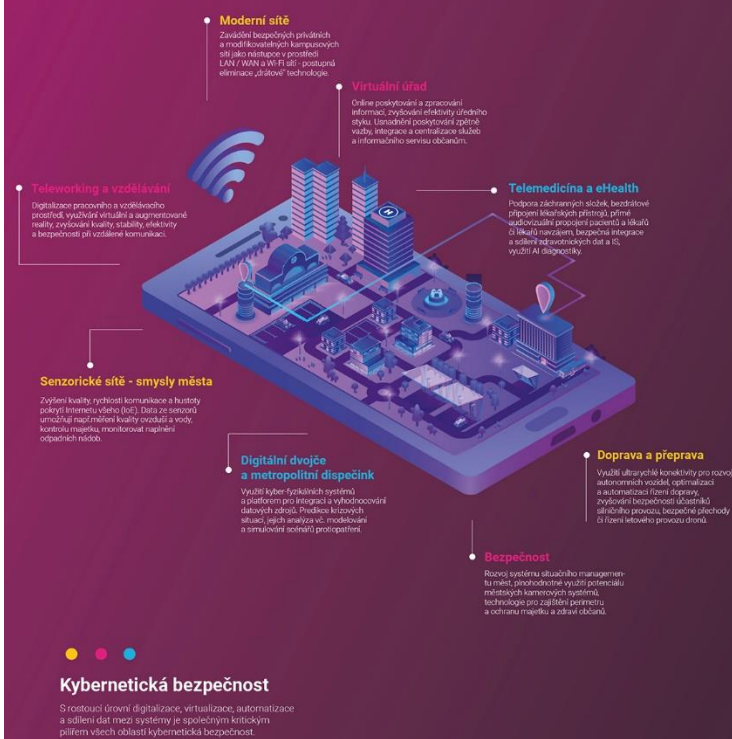 Moderní sítě
Zavádění bezpečných privátních
a modifikovatelných kampusových
sítí jako nástupce v prostředí
LAN / WAN a Wi-Fi sítí - postupná
eliminace „drátové" technologie.
Virtuální úřad
Online poskytování a zpracování
informací, zvyšování efektivity úředního
styku. Usnadnění poskytování zpětné
vazby, integrace a centralizace služeb
a informačního servisu občanům.
Teleworking a vzdělávání
Digitalizace pracovního a vzdělávacího
prostředí, využívání virtuální a augmentované
reality, zvyšování kvality, stability, efektivity
a bezpečnosti při vzdálené komunikaci.
Telemedicína a eHealth
Podpora záchranných složek, bezdrátové
připojení lékařských přístrojů, přímé
audiovizuální propojení pacientů a lékařů
či lékařů navzájem, bezpečná integrace
a sdílení zdravotnických dat a IS,
využití AI diagnostiky.
H
Senzorické sítě - smysly města
Zvýšení kvality, rychlosti komunikace a hustoty
pokrytí Internetu všeho (IoE). Data ze senzorů
umožňují např.měření kvality ovzduší a vody,
kontrolu majetku, monitorovat naplnění
odpadních nádob.
Digitální dvojče
a metropolitní dispečink
Využití kyber-fyzikálních systémů
a platforem pro integraci a vyhodnocování
datových zdrojů. Predikce krizových
situací, jejich analýza vč. modelování
a simulování scénářů protiopatření.
Doprava a přeprava
Využití ultrarychlé konektivity pro rozvoj
autonomních vozidel, optimalizaci
a automatizaci řízení dopravy,
zvyšování bezpečnosti účastníků
silničního provozu, bezpečné přechody
či řízení letového provozu dronů.
Bezpečnost
Rozvoj systému situačního managemen-
tu měst, plnohodnotné využití potenciálu
městských kamerových systémů,
technologie pro zajištění perimetru
a ochranu majetku a zdraví občanů.
Kybernetická bezpečnost
S rostoucí úrovní digitalizace, virtualizace, automatizace
a sdílení dat mezi systémy je společným kritickým
pilířem všech oblastí kybernetická bezpečnost.